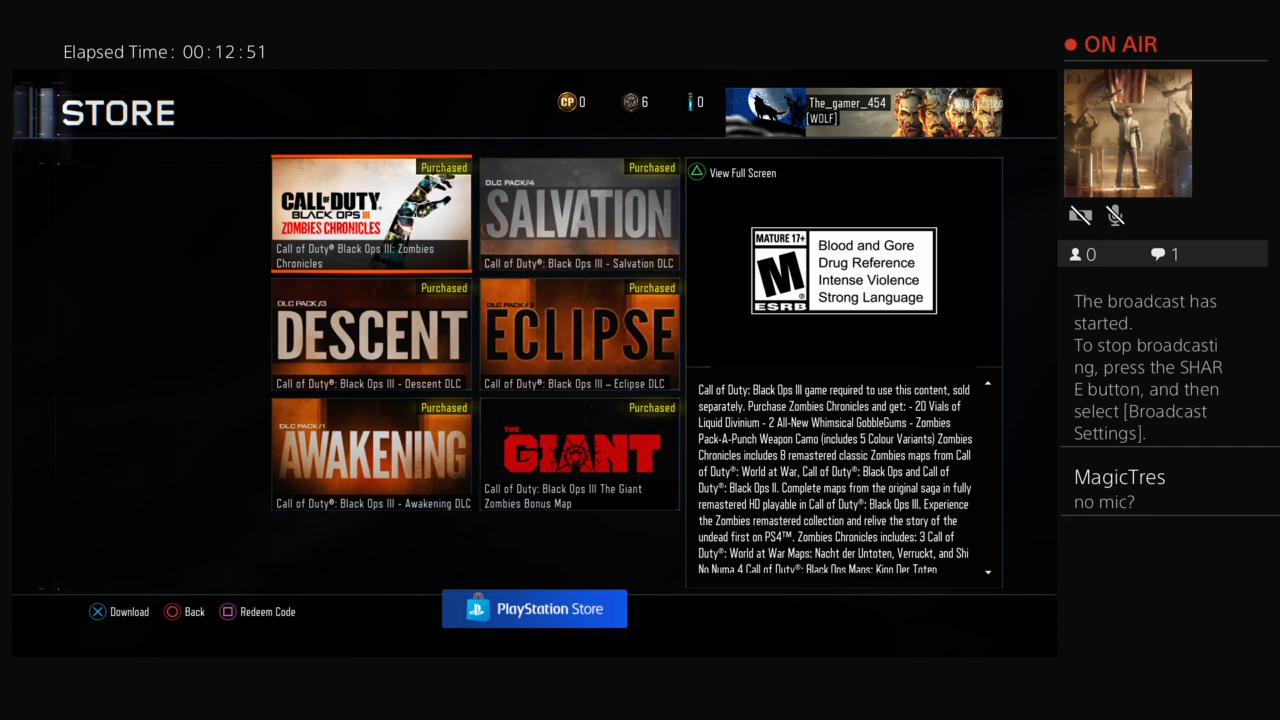 Elapsed Time: 00:12:51
ON AIR
STORE
CP 0
6
0
The_gamer_454
[WOLF]
Purchased
CALL OF DUTY
BLACK OPS III
ZOMBIES CHRONICLES
Call of Duty® Black Ops III: Zombies
Chronicles
Purchased
DLC PACK/4
SALVATION
Call of Duty®: Black Ops III - Salvation DLC
Purchased
DLC PACK/3
DESCENT
Call of Duty®: Black Ops III - Descent DLC
Purchased
DLC PACK/2
ECLIPSE
Call of Duty®: Black Ops III – Eclipse DLC
Purchased
DLC PACK/1
AWAKENING
Call of Duty®: Black Ops III - Awakening DLC
Purchased
THE
GIANT
Call of Duty: Black Ops III The Giant
Zombies Bonus Map
View Full Screen
MATURE 17+
M
®
ESRB
Blood and Gore
Drug Reference
Intense Violence
Strong Language
Call of Duty: Black Ops III game required to use this content, sold
separately. Purchase Zombies Chronicles and get: - 20 Vials of
Liquid Divinium - 2 All-New Whimsical GobbleGums - Zombies
Pack-A-Punch Weapon Camo (includes 5 Colour Variants) Zombies
Chronicles includes 8 remastered classic Zombies maps from Call
of Duty®: World at War, Call of Duty®: Black Ops and Call of
Duty®: Black Ops II. Complete maps from the original saga in fully
remastered HD playable in Call of Duty®: Black Ops III. Experience
the Zombies remastered collection and relive the story of the
undead first on PS4™. Zombies Chronicles includes: 3 Call of
Duty®: World at War Maps: Nacht der Untoten, Verruckt, and Shi
No Numa 4 Call of Duty®: Black Ops Maps: Kino Der Toten
Download
Back
Redeem Code
PlayStation Store
0
1
The broadcast has
started.
To stop broadcasti
ng, press the SHAR
E button, and then
select [Broadcast
Settings].
MagicTres
no mic?